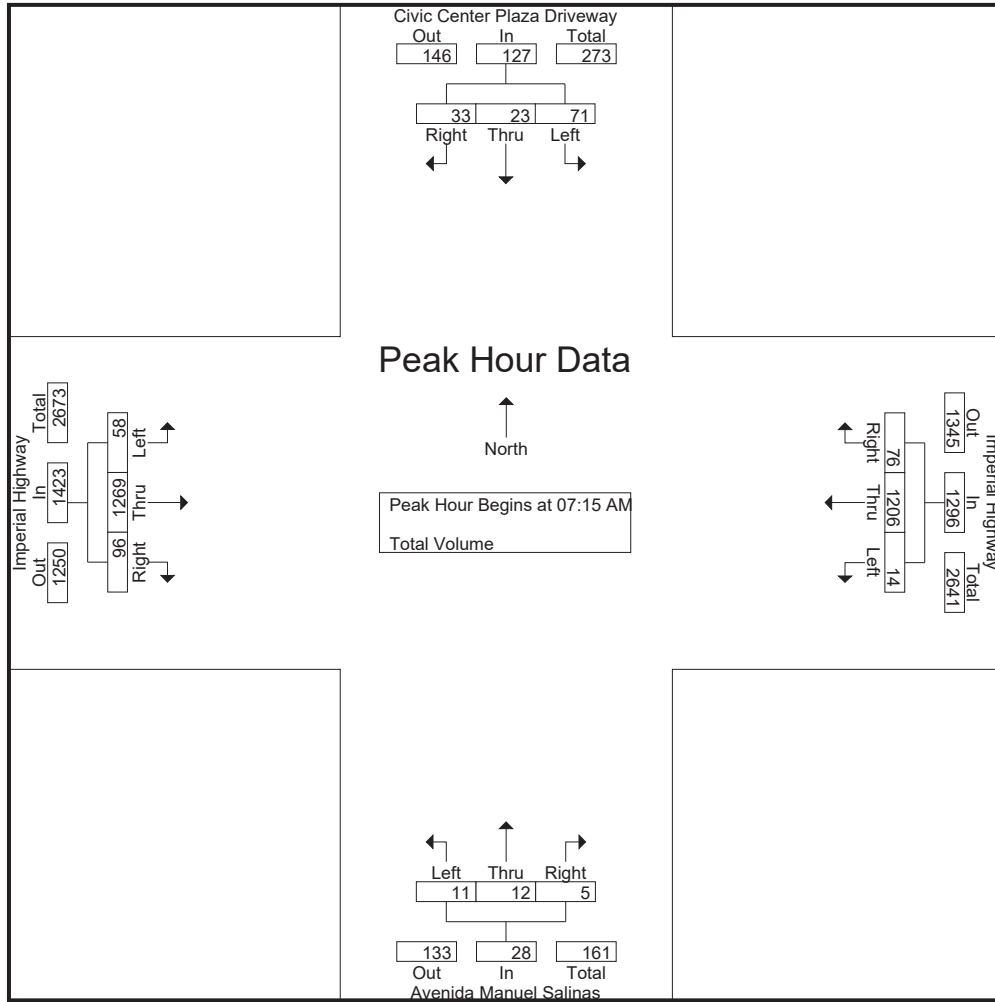 Civic Center Plaza Driveway
Out In Total
146 127 273
33 23 71
Right Thru Left
Peak Hour Data
North
Peak Hour Begins at 07:15 AM
Total Volume
Imperial Highway
Out In Total
1250 1423 2673
Left Thru Right
58 1269 96
Imperial Highway
Out In Total
1345 1296 2641
Right Thru Left
76 1206 14
Left Thru Right
11 12 5
133 28 161
Out In Total
Avenida Manuel Salinas